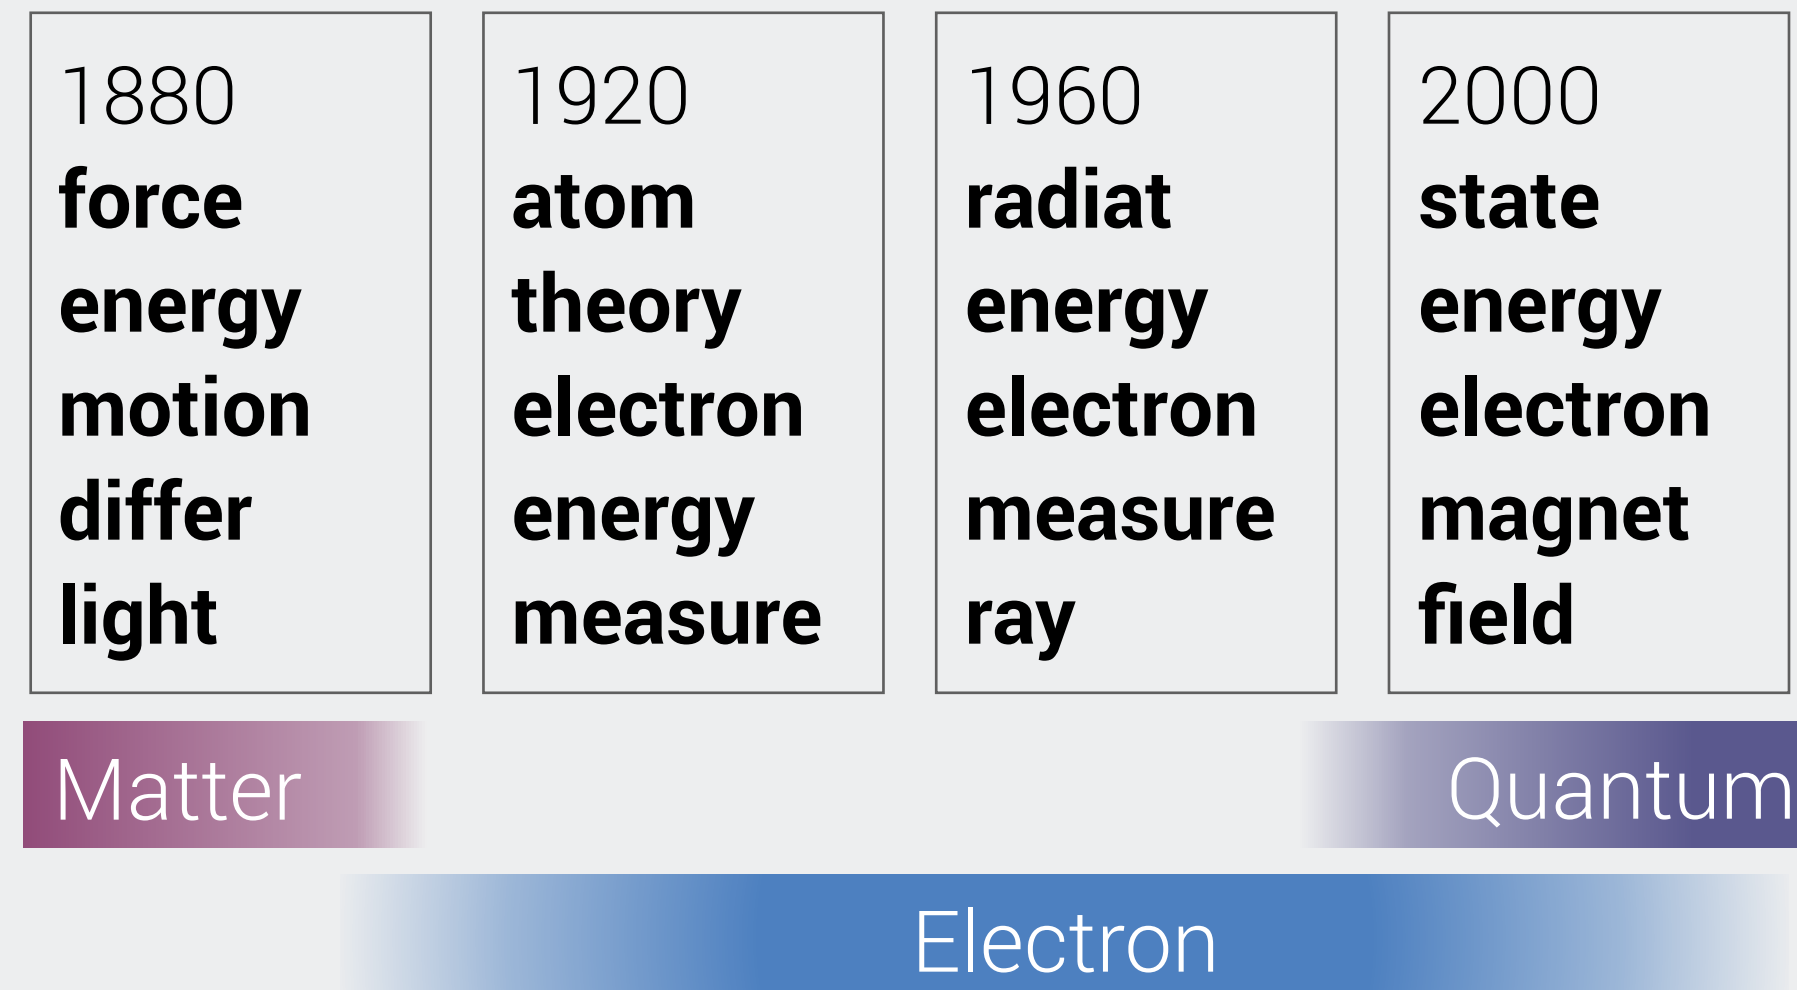 1880
force
energy
motion
differ
light
1920
atom
theory
electron
energy
measure
1960
radiat
energy
electron
measure
ray
2000
state
energy
electron
magnet
field
Matter
Quantum
Electron